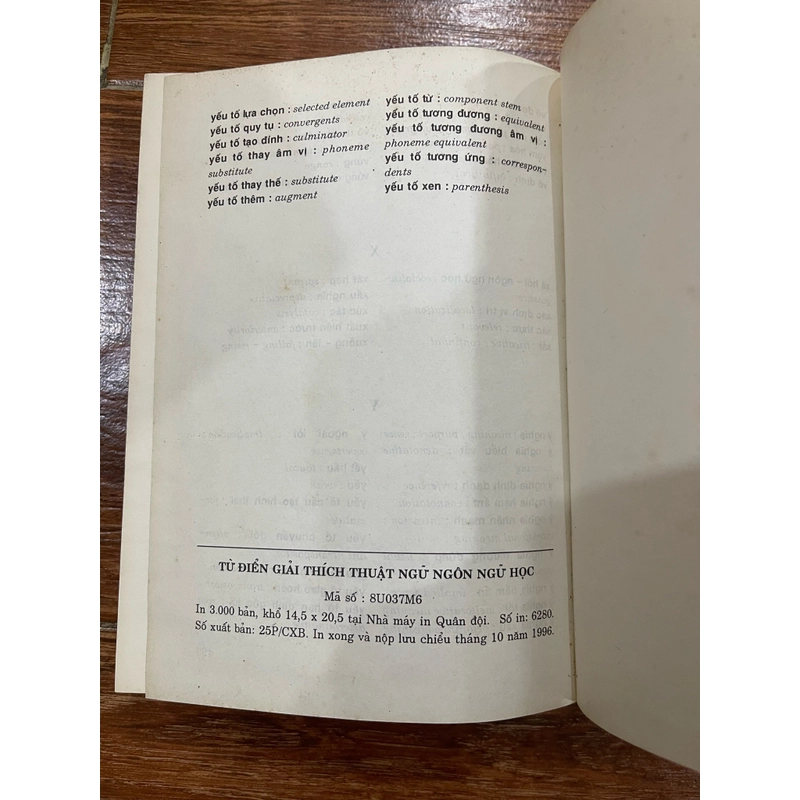 yếu tố lựa chọn : selected element
yếu tố quy tụ : convergents
yếu tố tạo đỉnh : culminator
yếu tố thay âm vị : phoneme
substitute
yếu tố thay thế : substitute
yếu tố thêm : augment
yếu tố từ : component stem
yếu tố tương đương : equivalent
yếu tố tương đương âm vị :
phoneme equivalent
yếu tố tương ứng : correspon-
dents
yếu tố xen : parenthesis
TỪ ĐIỂN GIẢI THÍCH THUẬT NGỮ NGÔN NGỮ HỌC
Mã số : 8U037M6
In 3.000 bản, khổ 14,5 x 20,5 tại Nhà máy in Quân đội. Số in: 6280.
Số xuất bản: 25P/CXB. In xong và nộp lưu chiểu tháng 10 năm 1996.